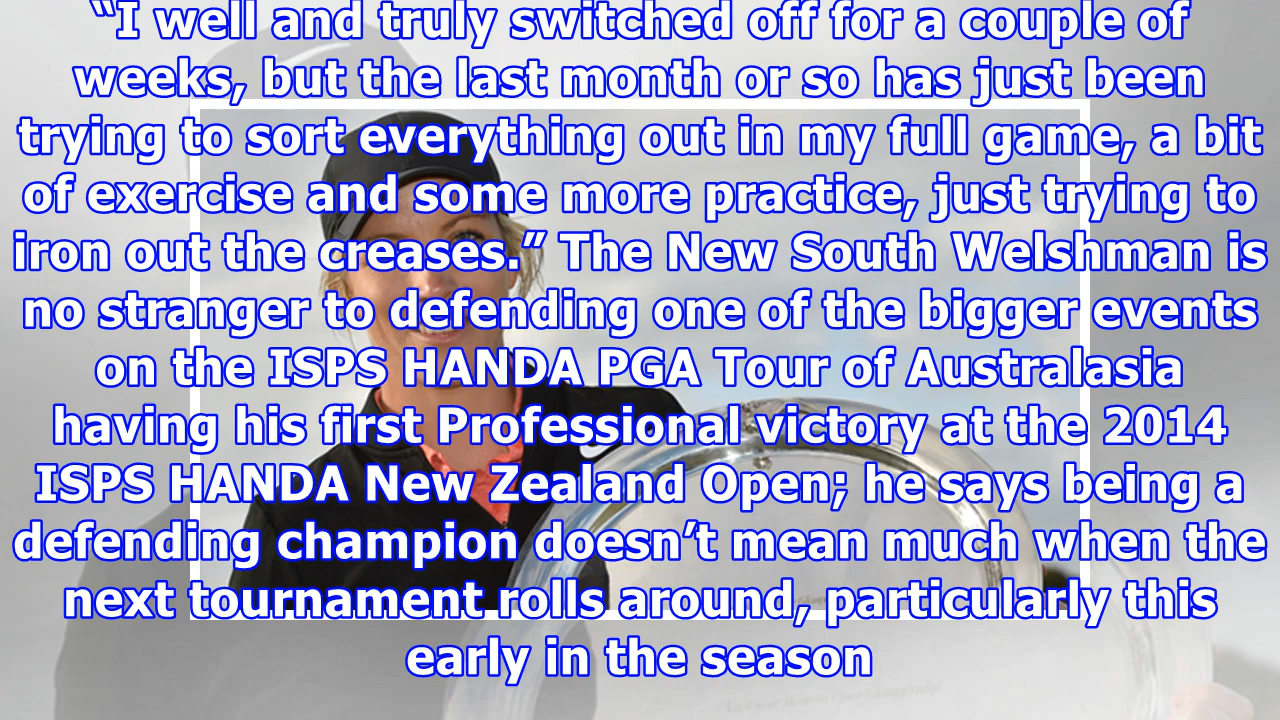 “I well and truly switched off for a couple of
weeks, but the last month or so has just been
trying to sort everything out in my full game, a bit
of exercise and some more practice, just trying to
iron out the creases.” The New South Welshman is
no stranger to defending one of the bigger events
on the ISPS HANDA PGA Tour of Australasia
having his first Professional victory at the 2014
ISPS HANDA New Zealand Open; he says being a
defending champion doesn’t mean much when the
next tournament rolls around, particularly this
early in the season